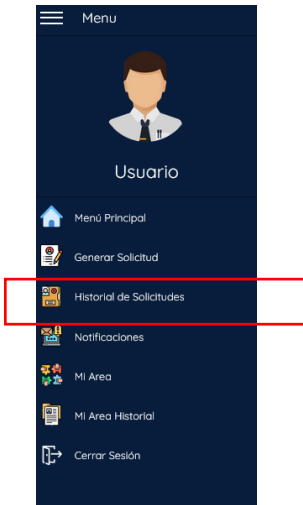 Menu
Usuario
Menú Principal
Generar Solicitud
Historial de Solicitudes
Notificaciones
Mi Area
Mi Area Historial
Cerrar Sesión